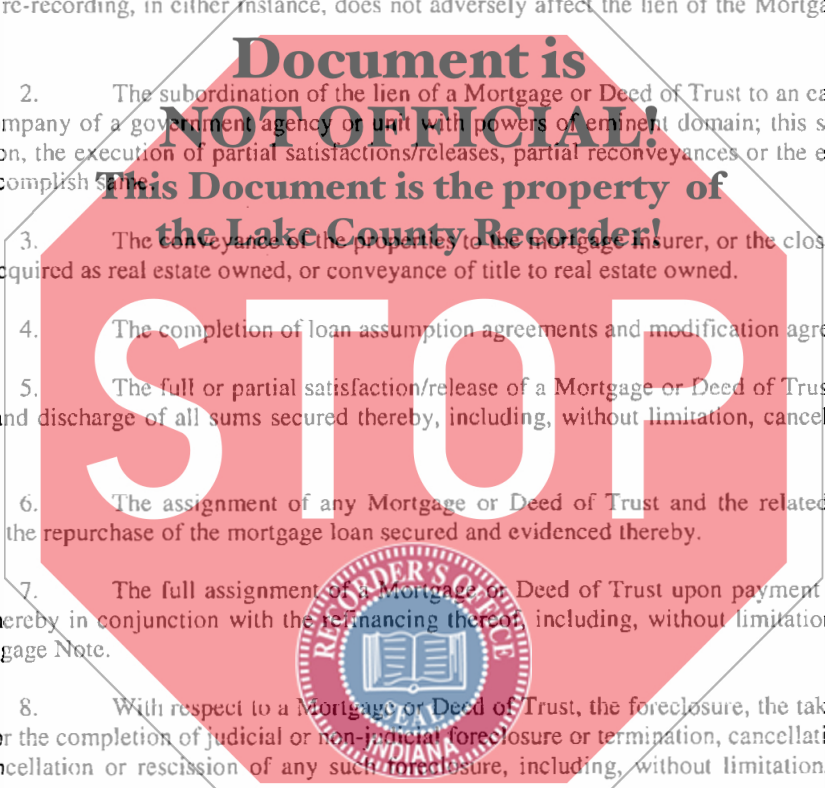 re-recording, in either instance, does not adversely affect the lien of the Mortga
Document is
2. The subordination of the lien of a Mortgage or Deed of Trust to an ca
NOT OFFICIAL!
mpany of a government agency or unit with powers of eminent domain; this s
on, the execution of partial satisfactions/releases, partial reconveyances or the e
complish same.
This Document is the property of
the Lake County Recorder!
3. The conveyance of the properties to the mortgage insurer, or the clos
cquired as real estate owned, or conveyance of title to real estate owned.
STOP
4. The completion of loan assumption agreements and modification agre
5. The full or partial satisfaction/release of a Mortgage or Deed of Trus
nd discharge of all sums secured thereby, including, without limitation, cancel
6. The assignment of any Mortgage or Deed of Trust and the related
the repurchase of the mortgage loan secured and evidenced thereby.
7. The full assignment of a Mortgage or Deed of Trust upon payment
ereby in conjunction with the refinancing thereof, including, without limitation
gage Note.
RECORDER'S OFFICE
SEAL
INDIANA
8. With respect to a Mortgage or Deed of Trust, the foreclosure, the tak
r the completion of judicial or non-judicial foreclosure or termination, cancellati
ncellation or rescission of any such foreclosure, including, without limitation,